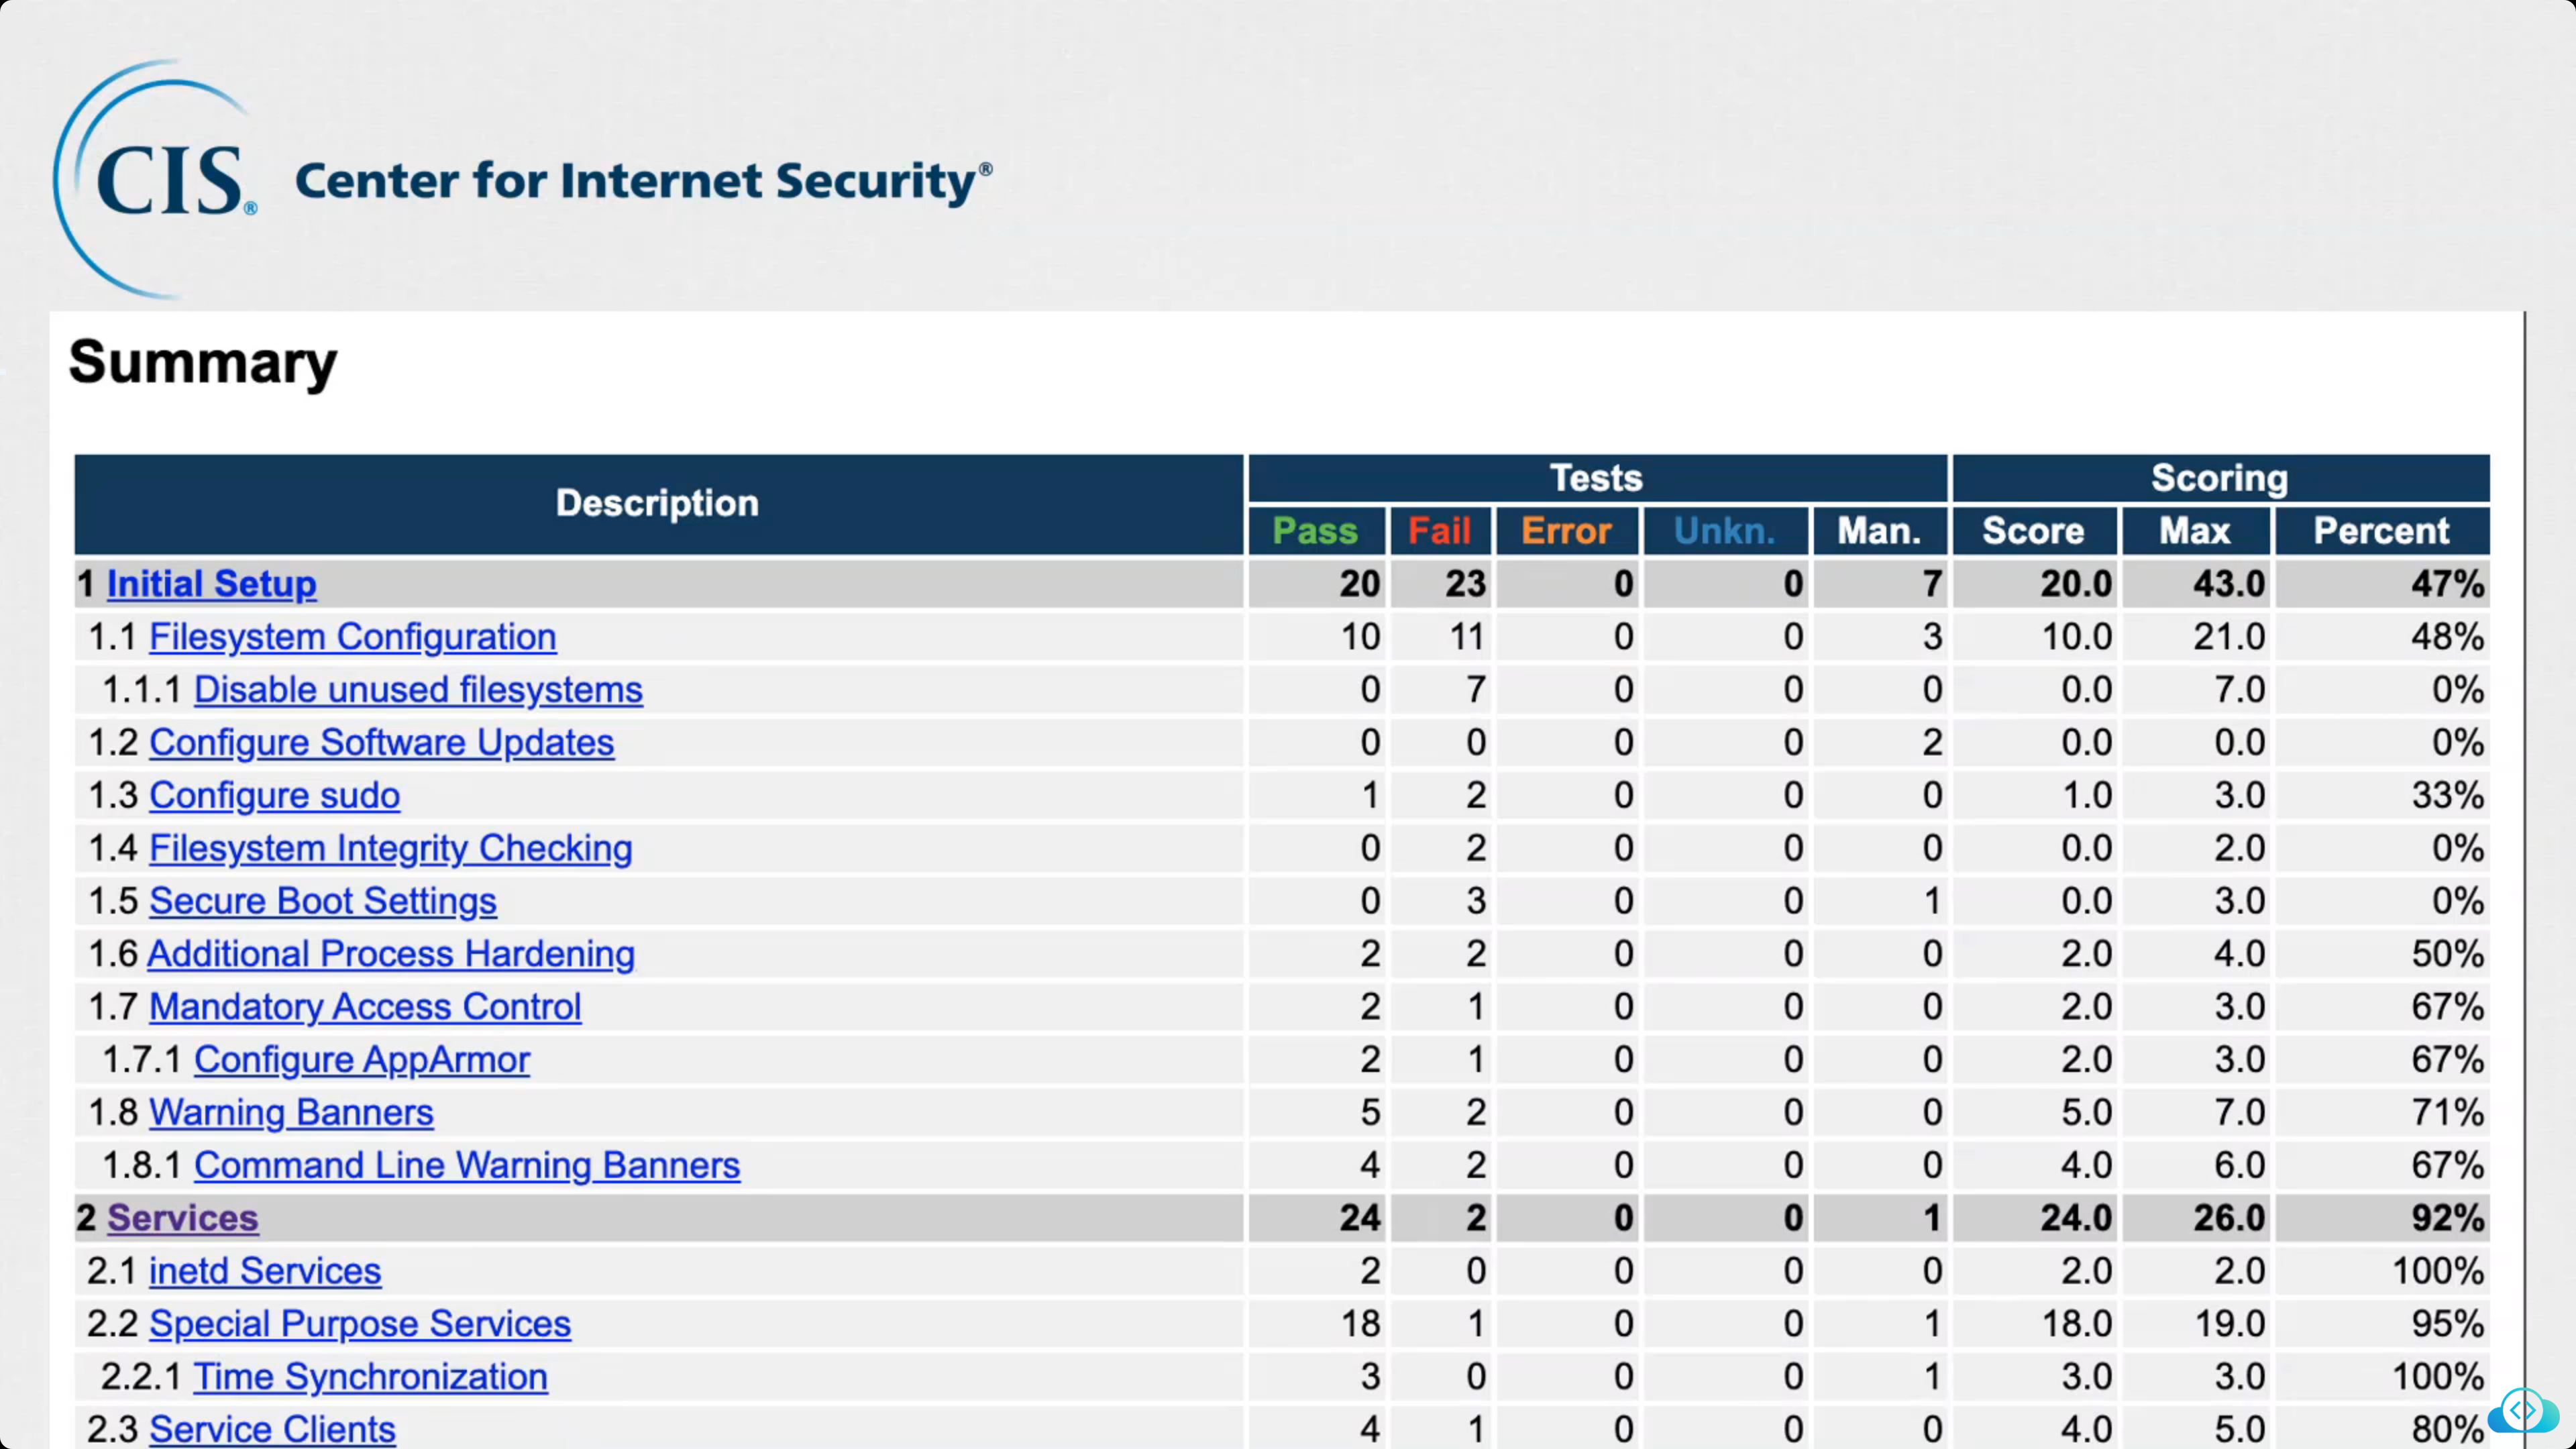 CIS® Center for Internet Security®
Summary
Description Tests Scoring
Pass Fail Error Unkn. Man. Score Max Percent
1 Initial Setup 20 23 0 0 7 20.0 43.0 47%
1.1 Filesystem Configuration 10 11 0 0 3 10.0 21.0 48%
1.1.1 Disable unused filesystems 0 7 0 0 0 0.0 7.0 0%
1.2 Configure Software Updates 0 0 0 0 2 0.0 0.0 0%
1.3 Configure sudo 1 2 0 0 0 1.0 3.0 33%
1.4 Filesystem Integrity Checking 0 2 0 0 0 0.0 2.0 0%
1.5 Secure Boot Settings 0 3 0 0 1 0.0 3.0 0%
1.6 Additional Process Hardening 2 2 0 0 0 2.0 4.0 50%
1.7 Mandatory Access Control 2 1 0 0 0 2.0 3.0 67%
1.7.1 Configure AppArmor 2 1 0 0 0 2.0 3.0 67%
1.8 Warning Banners 5 2 0 0 0 5.0 7.0 71%
1.8.1 Command Line Warning Banners 4 2 0 0 0 4.0 6.0 67%
2 Services 24 2 0 0 1 24.0 26.0 92%
2.1 inetd Services 2 0 0 0 0 2.0 2.0 100%
2.2 Special Purpose Services 18 1 0 0 1 18.0 19.0 95%
2.2.1 Time Synchronization 3 0 0 0 1 3.0 3.0 100%
2.3 Service Clients 4 1 0 0 0 4.0 5.0 80%